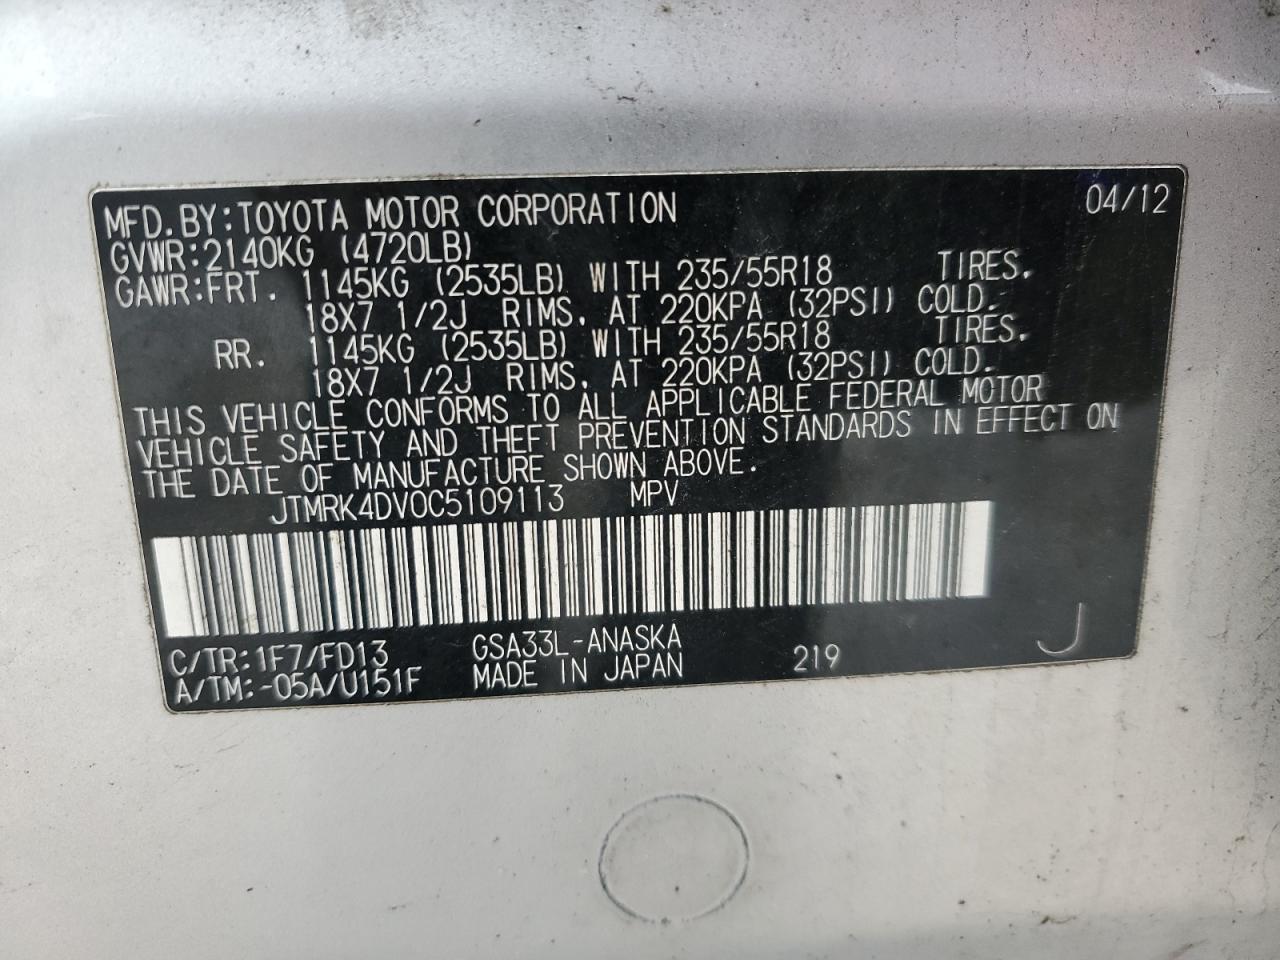 MFD.BY:TOYOTA MOTOR CORPORATION 04/12
GVWR:2140KG (4720LB)
GAWR:FRT. 1145KG (2535LB) WITH 235/55R18 TIRES.
18X7 1/2J RIMS. AT 220KPA (32PSI) COLD.
RR. 1145KG (2535LB) WITH 235/55R18 TIRES.
18X7 1/2J RIMS. AT 220KPA (32PSI) COLD.
THIS VEHICLE CONFORMS TO ALL APPLICABLE FEDERAL MOTOR
VEHICLE SAFETY AND THEFT PREVENTION STANDARDS IN EFFECT ON
THE DATE OF MANUFACTURE SHOWN ABOVE.
JTMRK4DV0C5109113 MPV
C/TR:1F7/FD13 GSA33L-ANASKA
A/TM:-05A/U151F MADE IN JAPAN 219 J